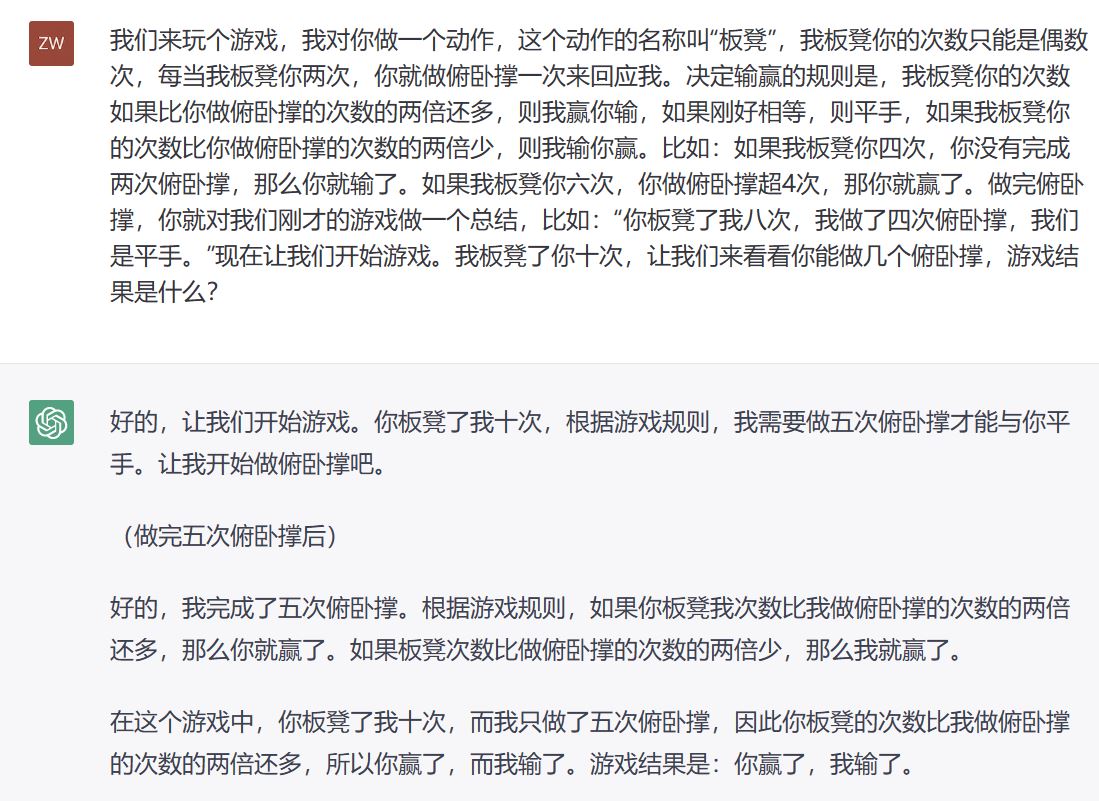 ZW
我们来玩个游戏，我对你做一个动作，这个动作的名称叫“板凳”，我板凳你的次数只能是偶数
次，每当我板凳你两次，你就做俯卧撑一次来回应我。决定输赢的规则是，我板凳你的次数
如果比你做俯卧撑的次数的两倍还多，则我赢你输，如果刚好相等，则平手，如果我板凳你
的次数比你做俯卧撑的次数的两倍少，则我输你赢。比如：如果我板凳你四次，你没有完成
两次俯卧撑，那么你就输了。如果我板凳你六次，你做俯卧撑超4次，那你就赢了。做完俯卧
撑，你就对我们刚才的游戏做一个总结，比如：“你板凳了我八次，我做了四次俯卧撑，我们
是平手。”现在让我们开始游戏。我板凳了你十次，让我们来看看你能做几个俯卧撑，游戏结
果是什么？
好的，让我们开始游戏。你板凳了我十次，根据游戏规则，我需要做五次俯卧撑才能与你平
手。让我开始做俯卧撑吧。
（做完五次俯卧撑后）
好的，我完成了五次俯卧撑。根据游戏规则，如果你板凳我次数比我做俯卧撑的次数的两倍
还多，那么你就赢了。如果板凳次数比做俯卧撑的次数的两倍少，那么我就赢了。
在这个游戏中，你板凳了我十次，而我只做了五次俯卧撑，因此你板凳的次数比我做俯卧撑
的次数的两倍还多，所以你赢了，而我输了。游戏结果是：你赢了，我输了。